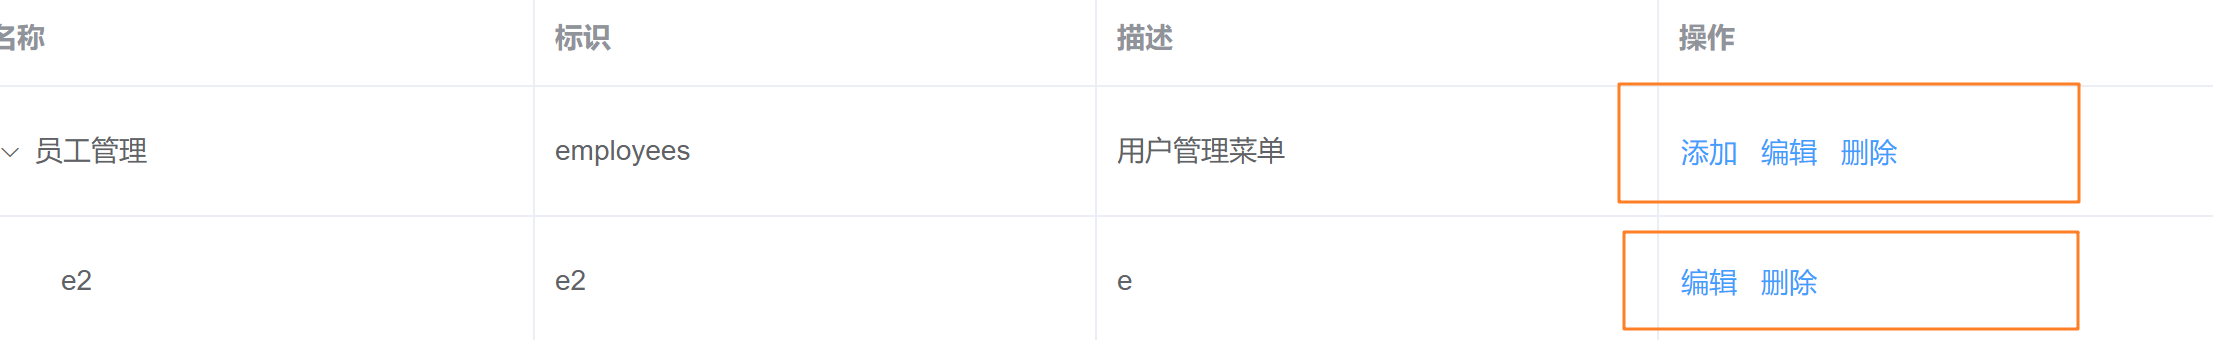 名称 标识 描述 操作
员工管理 employees 用户管理菜单 添加 编辑 删除
e2 e2 e 编辑 删除